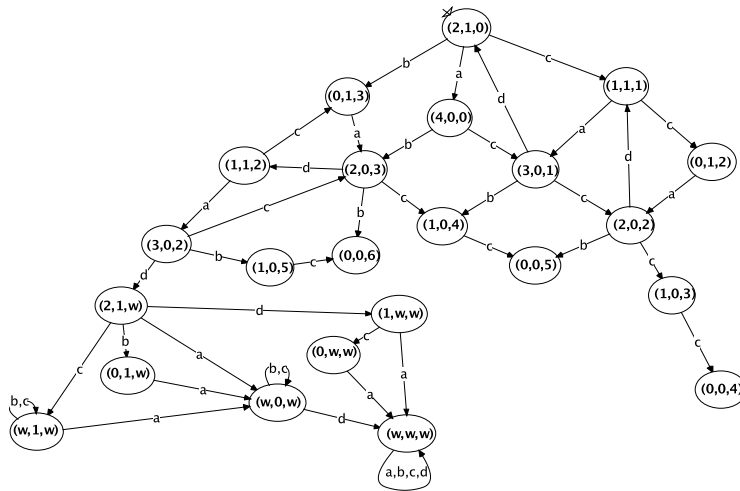 (2,1,0)
b
c
a
(1,1,1)
(0,1,3)
d
(4,0,0)
a
c
a
c
b
c
d
(1,1,2)
d
(2,0,3)
(3,0,1)
(0,1,2)
a
c
b
c
b
c
a
(3,0,2)
b
(1,0,4)
(2,0,2)
b
(1,0,5)
c
(0,0,6)
c
(0,0,5)
c
d
(1,0,3)
(2,1,w)
d
(1,w,w)
b
a
c
c
(0,w,w)
c
b,c
(0,1,w)
a
a
a
(0,0,4)
b,c
(w,0,w)
a
d
(w,1,w)
(w,w,w)
a,b,c,d